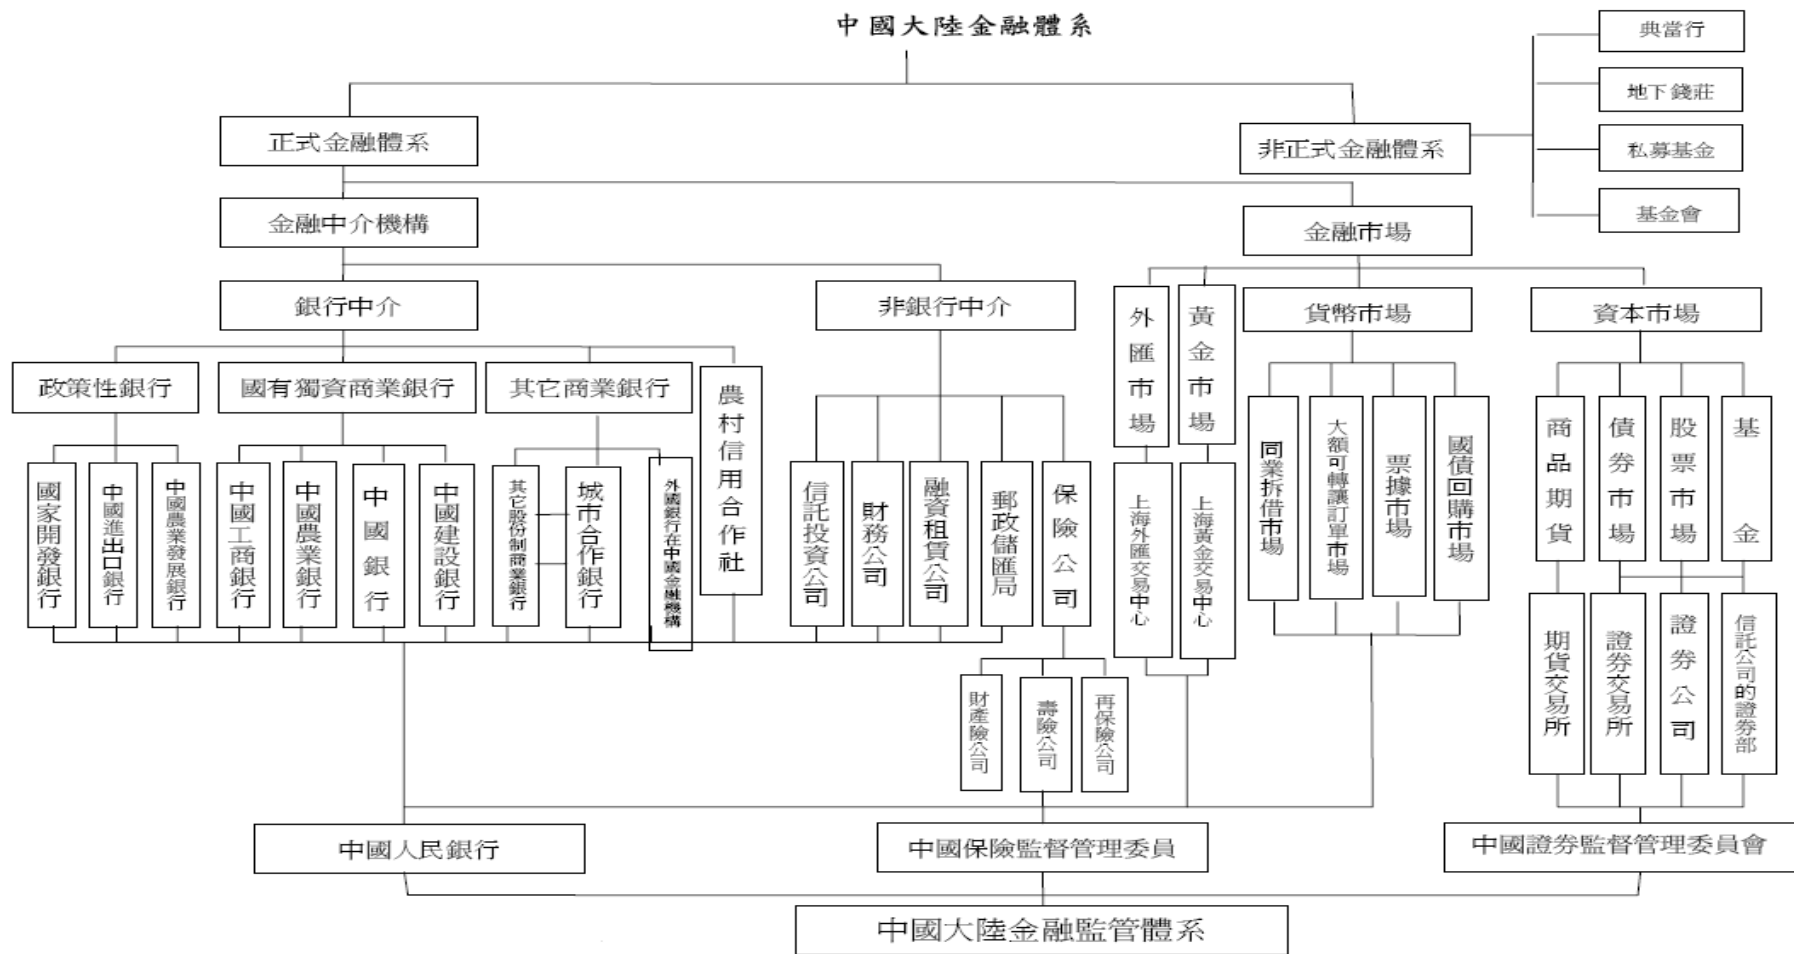 中國大陸金融體系
典當行
地下錢莊
私募基金
基金會
正式金融體系
非正式金融體系
金融中介機構
金融市場
銀行中介
非銀行中介
外匯市場
黃金市場
貨幣市場
資本市場
政策性銀行
國有獨資商業銀行
其它商業銀行
農村信用合作社
國家開發銀行
中國進出口銀行
中國農業發展銀行
中國工商銀行
中國農業銀行
中國銀行
中國建設銀行
其它股份制商業銀行
城市合作銀行
外國銀行在中國金融機構
信託投資公司
財務公司
融資租賃公司
郵政儲匯局
保險公司
上海外匯交易中心
上海黃金交易中心
同業拆借市場
大額可轉讓訂單市場
票據市場
國債回購市場
商品期貨
債券市場
股票市場
基金
財產險公司
壽險公司
再保險公司
期貨交易所
證券交易所
證券公司
信託公司的證券部
中國人民銀行
中國保險監督管理委員
中國證券監督管理委員會
中國大陸金融監管體系